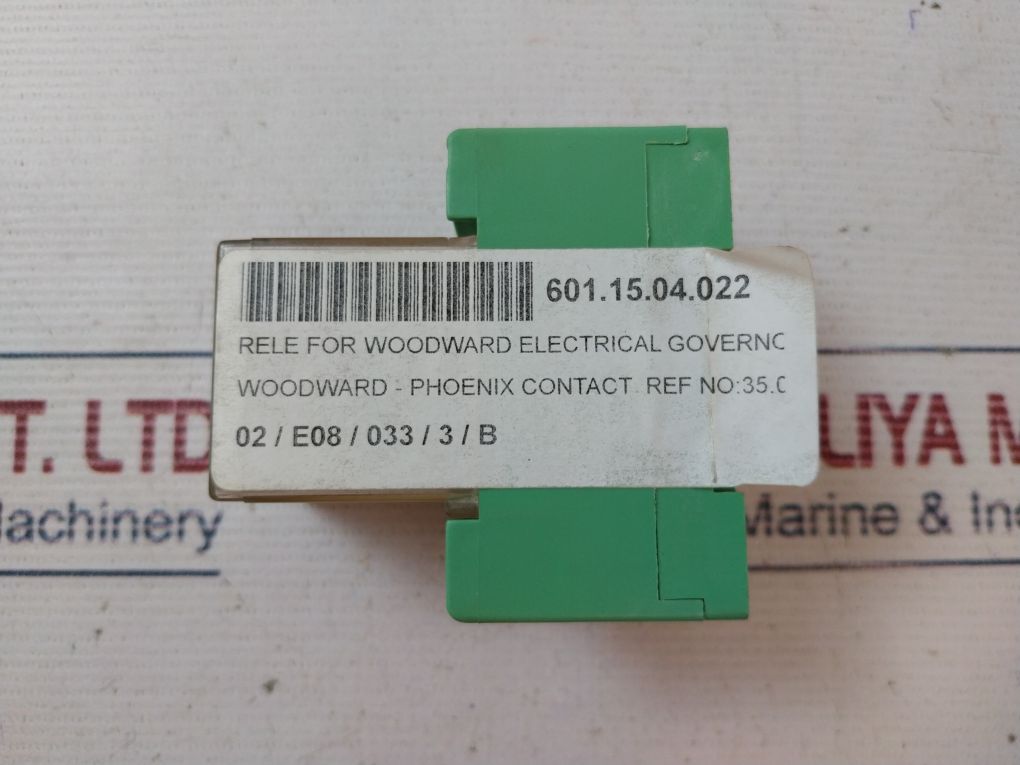 601.15.04.022
RELE FOR WOODWARD ELECTRICAL GOVERNO
WOODWARD - PHOENIX CONTACT REF NO:35.0
02 / E08 / 033 / 3 / B
T. LTD
LIYA M
achinery
Marine & In